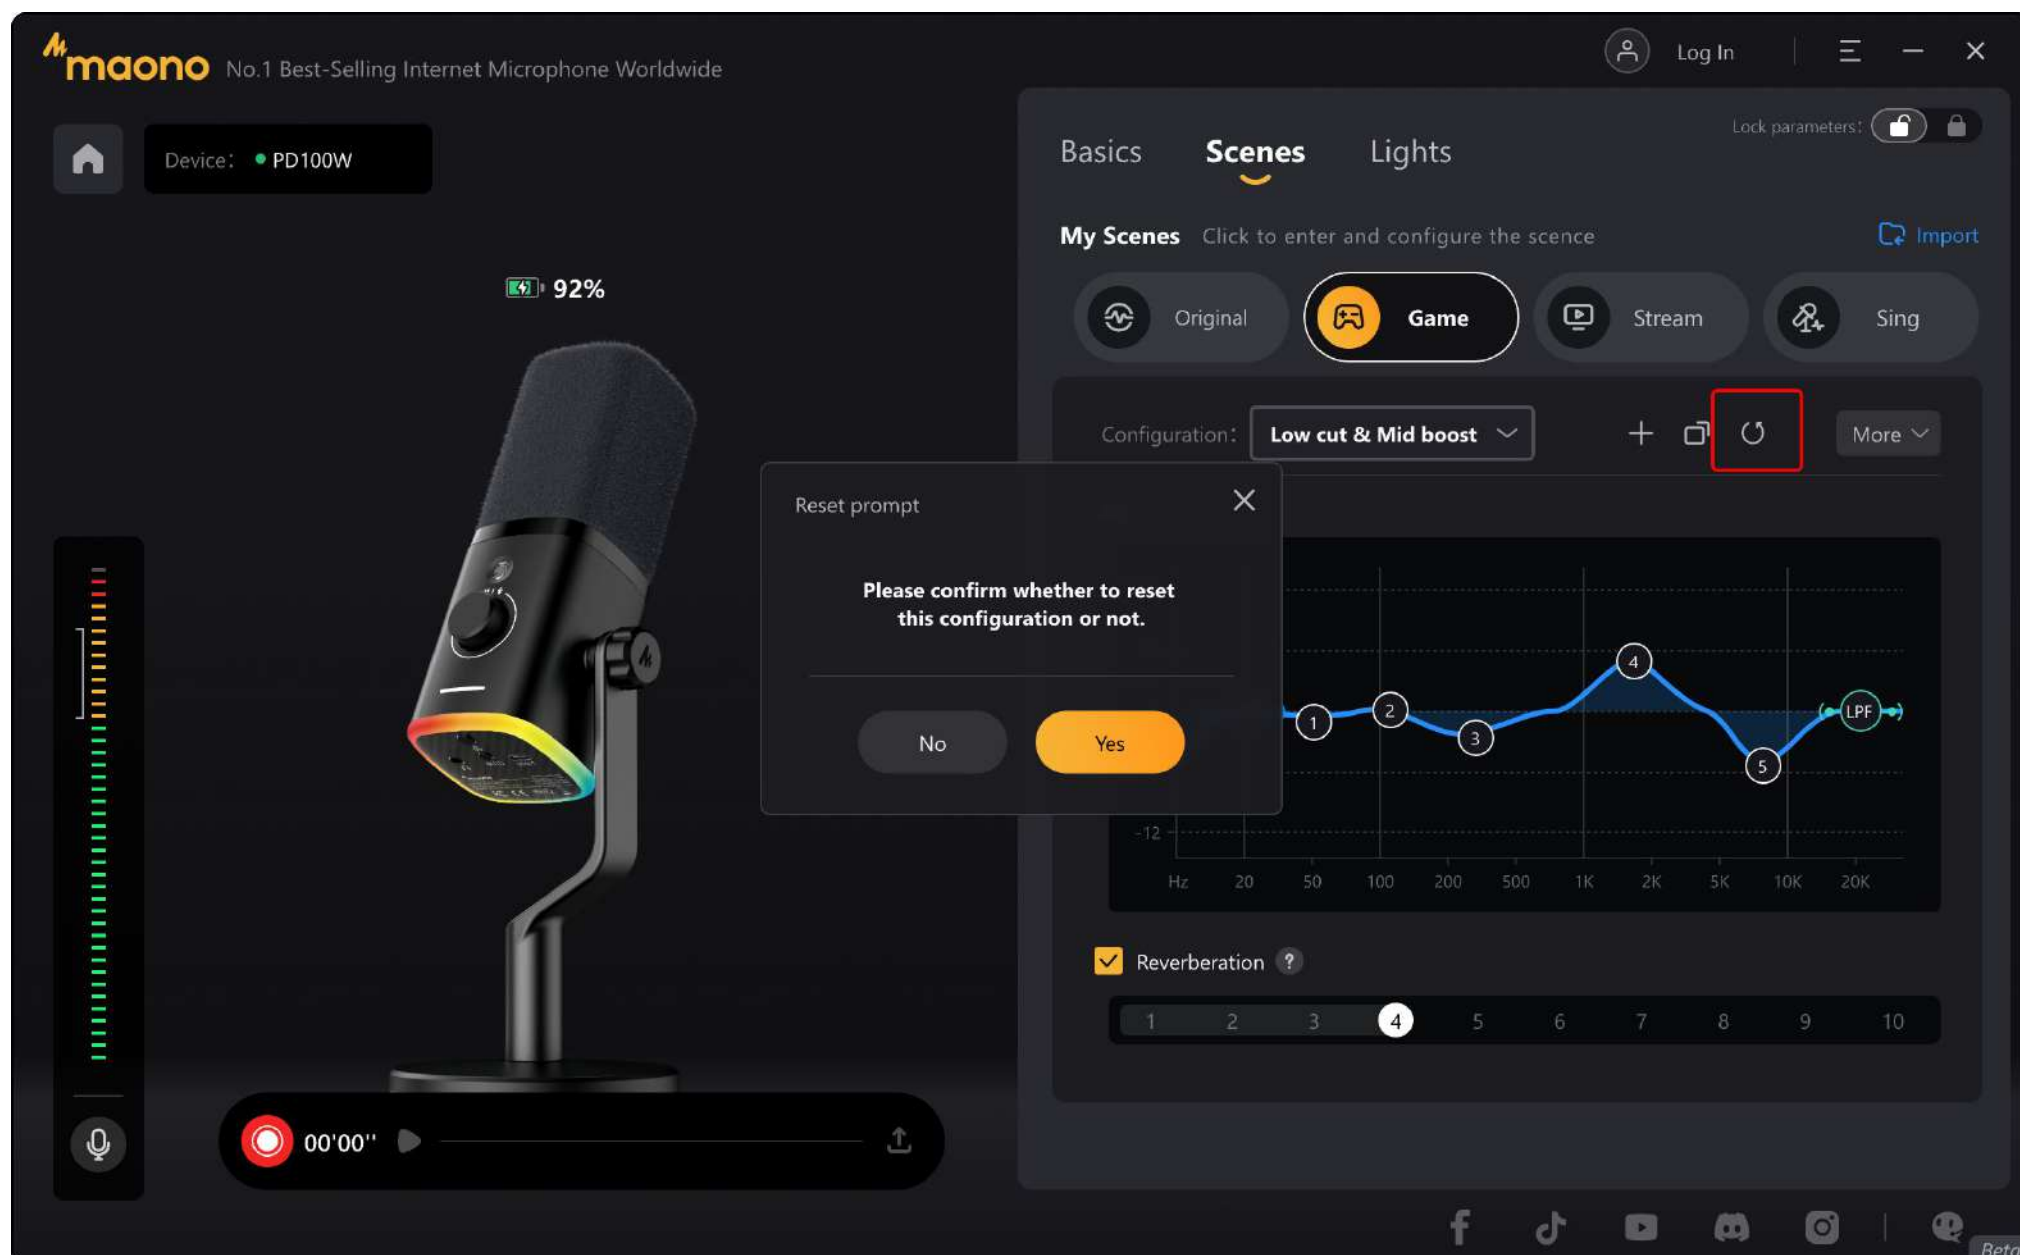 maono No.1 Best-Selling Internet Microphone Worldwide
Log In
Device: PD100W
Basics Scenes Lights
Lock parameters:
My Scenes Click to enter and configure the scence
Import
92%
Original Game Stream Sing
Configuration: Low cut & Mid boost
More
Reset prompt
Please confirm whether to reset
this configuration or not.
No Yes
1 2 3 4 5 LPF
-12
Hz 20 50 100 200 500 1K 2K 5K 10K 20K
Reverberation ?
1 2 3 4 5 6 7 8 9 10
00'00''
Beta